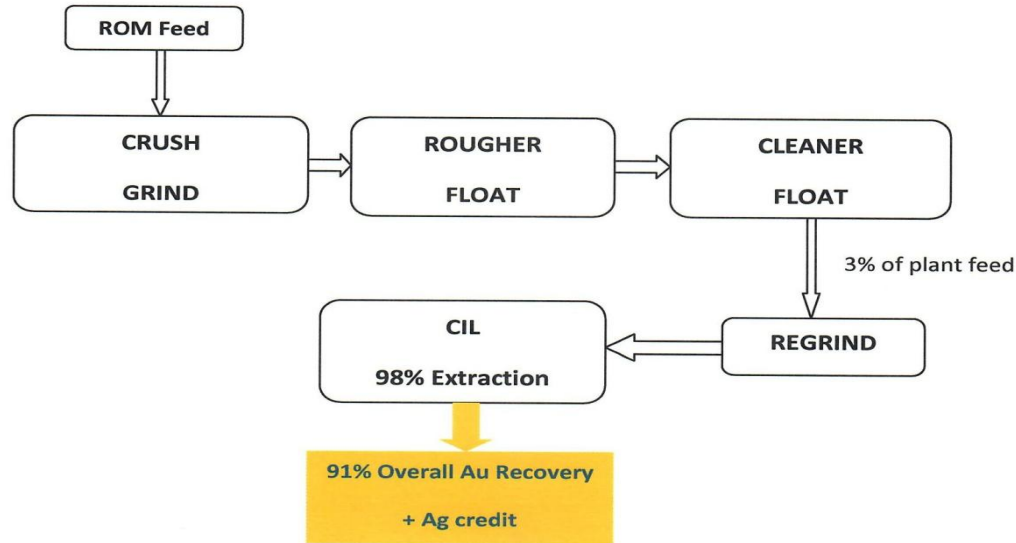 ROM Feed
CRUSH
GRIND
ROUGHER
FLOAT
CLEANER
FLOAT
3% of plant feed
REGRIND
CIL
98% Extraction
91% Overall Au Recovery
+ Ag credit